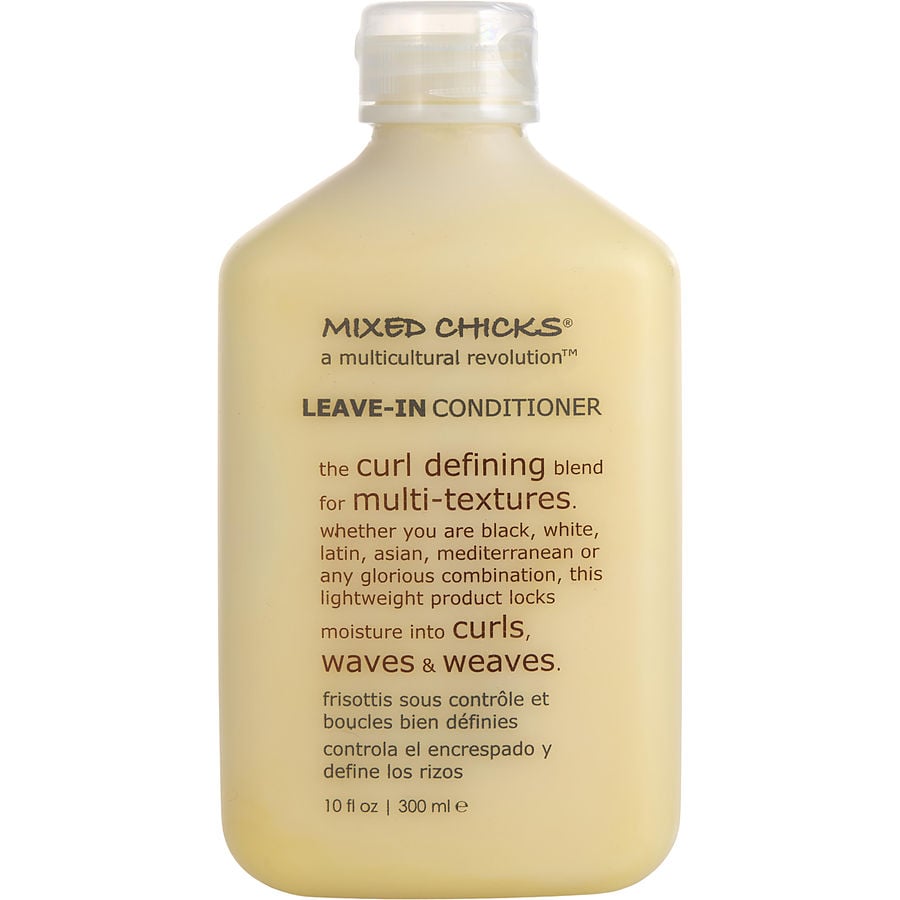 MIXED CHICKS®
a multicultural revolution™
LEAVE-IN CONDITIONER
the curl defining blend
for multi-textures.
whether you are black, white,
latin, asian, mediterranean or
any glorious combination, this
lightweight product locks
moisture into curls,
waves & weaves.
frisottis sous contrôle et
boucles bien définies
controla el encrespado y
define los rizos
10 fl oz | 300 ml ℮